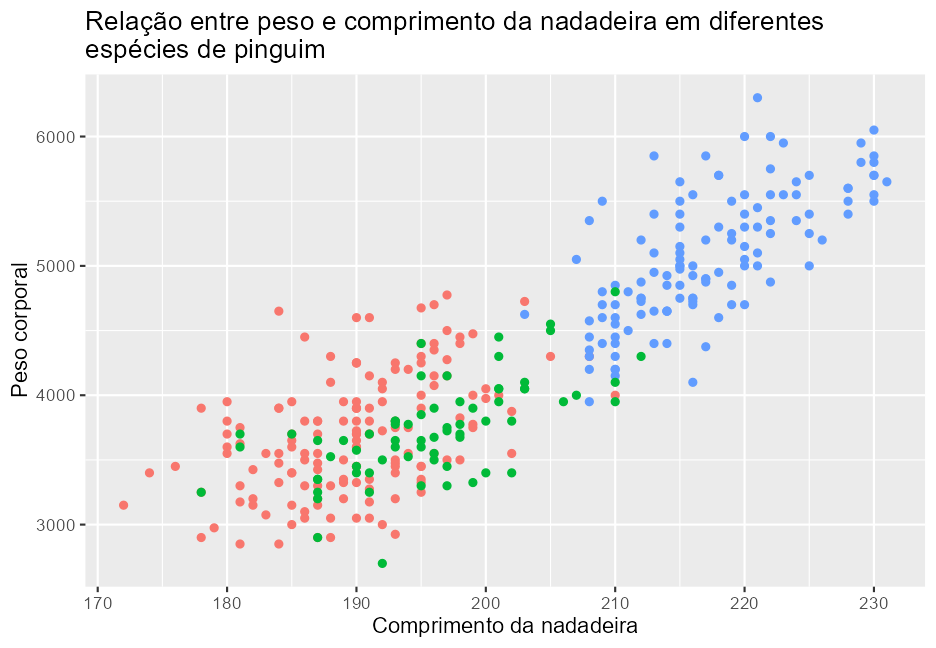 Relação entre peso e comprimento da nadadeira em diferentes
espécies de pinguim
Peso corporal
6000
5000
4000
3000
170 180 190 200 210 220 230
Comprimento da nadadeira